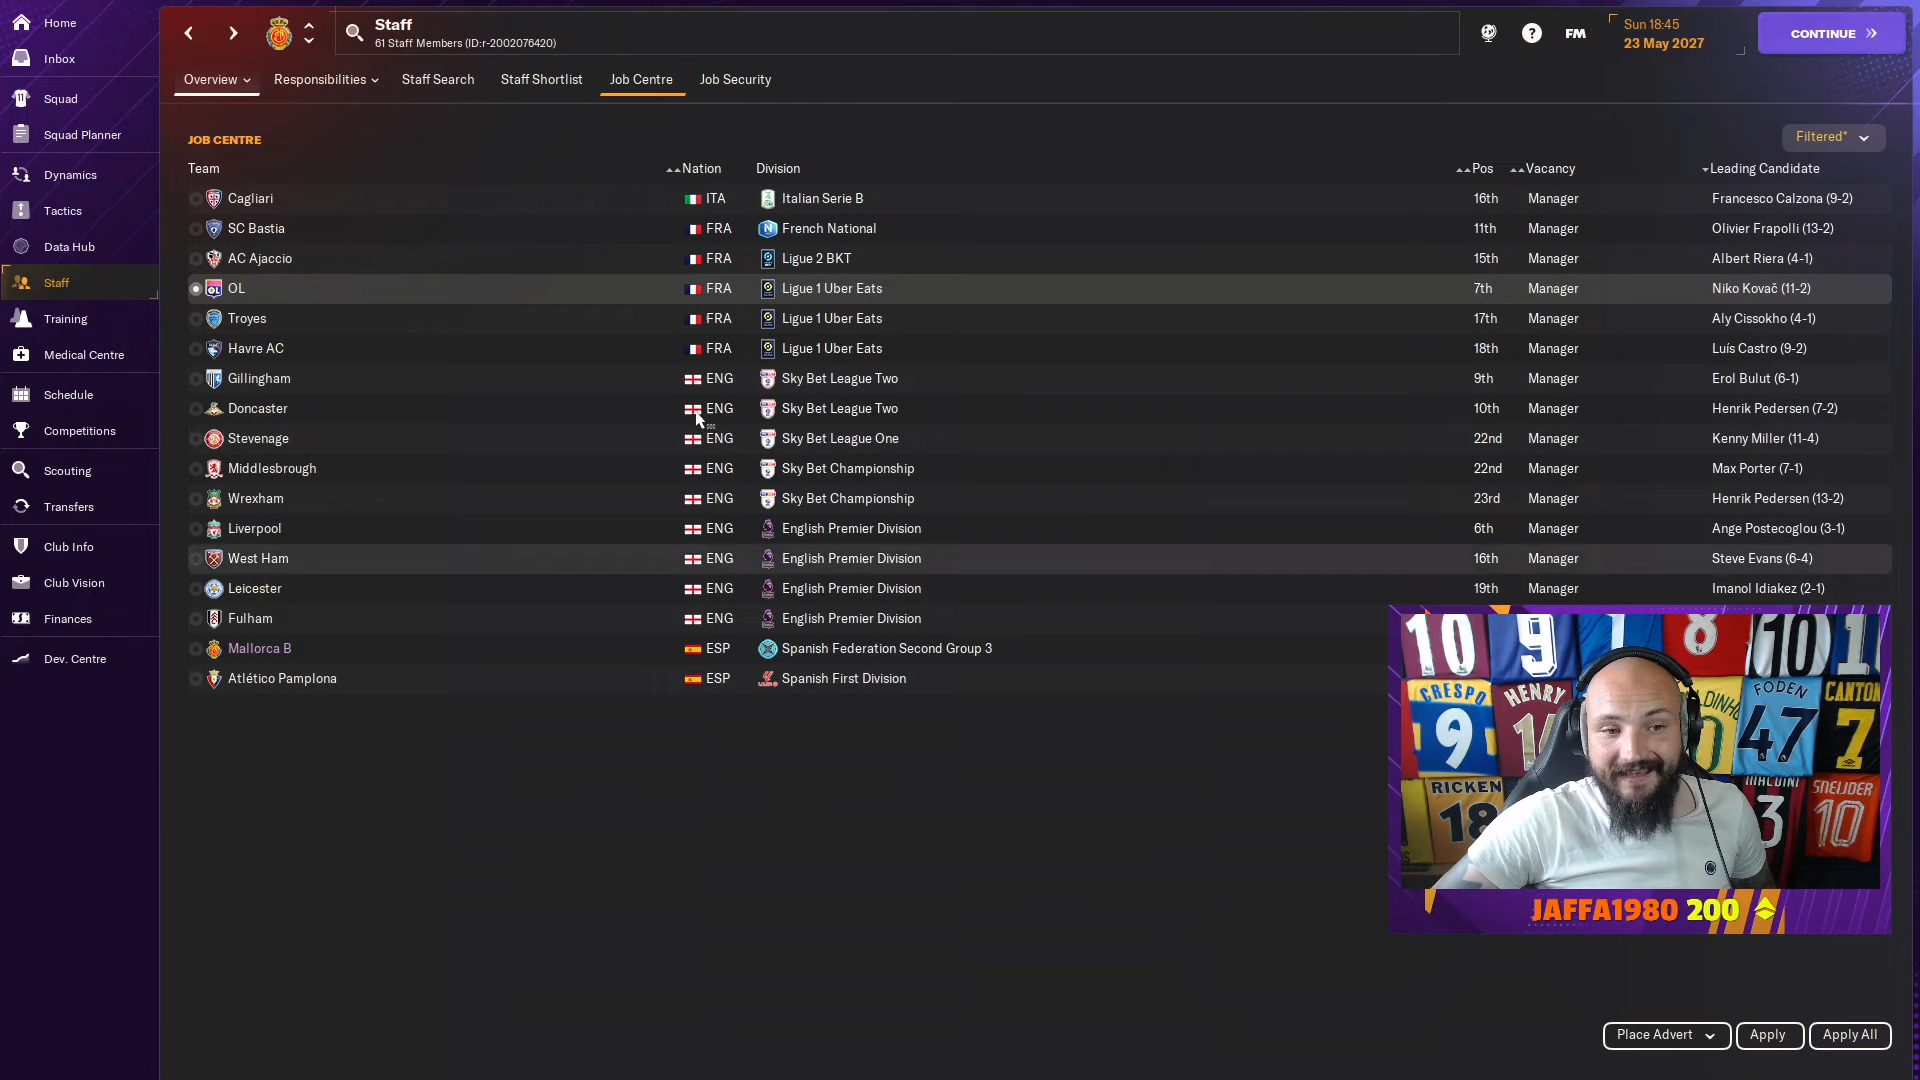 Home
Inbox
Squad
Squad Planner
Dynamics
Tactics
Data Hub
Staff
Training
Medical Centre
Schedule
Competitions
Scouting
Transfers
Club Info
Club Vision
Finances
Dev. Centre
Staff
61 Staff Members (ID:r-2002076420)
FM
Sun 18:45
23 May 2027
CONTINUE
Overview
Responsibilities
Staff Search
Staff Shortlist
Job Centre
Job Security
JOB CENTRE
Filtered*
Team Nation Division Pos Vacancy Leading Candidate
Cagliari ITA Italian Serie B 16th Manager Francesco Calzona (9-2)
SC Bastia FRA French National 11th Manager Olivier Frapolli (13-2)
AC Ajaccio FRA Ligue 2 BKT 15th Manager Albert Riera (4-1)
OL FRA Ligue 1 Uber Eats 7th Manager Niko Kovač (11-2)
Troyes FRA Ligue 1 Uber Eats 17th Manager Aly Cissokho (4-1)
Havre AC FRA Ligue 1 Uber Eats 18th Manager Luís Castro (9-2)
Gillingham ENG Sky Bet League Two 9th Manager Erol Bulut (6-1)
Doncaster ENG Sky Bet League Two 10th Manager Henrik Pedersen (7-2)
Stevenage ENG Sky Bet League One 22nd Manager Kenny Miller (11-4)
Middlesbrough ENG Sky Bet Championship 22nd Manager Max Porter (7-1)
Wrexham ENG Sky Bet Championship 23rd Manager Henrik Pedersen (13-2)
Liverpool ENG English Premier Division 6th Manager Ange Postecoglou (3-1)
West Ham ENG English Premier Division 16th Manager Steve Evans (6-4)
Leicester ENG English Premier Division 19th Manager Imanol Idiakez (2-1)
Fulham ENG English Premier Division
Mallorca B ESP Spanish Federation Second Group 3
Atlético Pamplona ESP Spanish First Division
10 9 8 10 1
CRESPO
9
HENRY
14
0
FODEN
47
7
RICKEN
18
3
SNEIJDER
10
JAFFA1980 200
Place Advert
Apply
Apply All